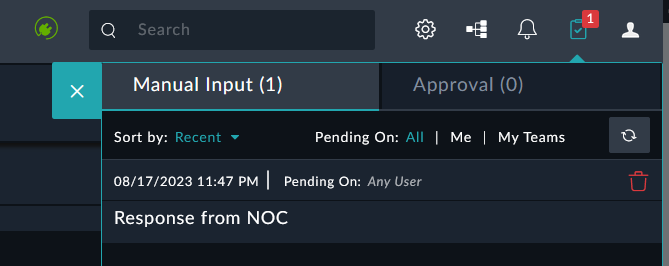 Search
1
Manual Input (1)
Approval (0)
Sort by: Recent
Pending On: All | Me | My Teams
08/17/2023 11:47 PM | Pending On: Any User
Response from NOC